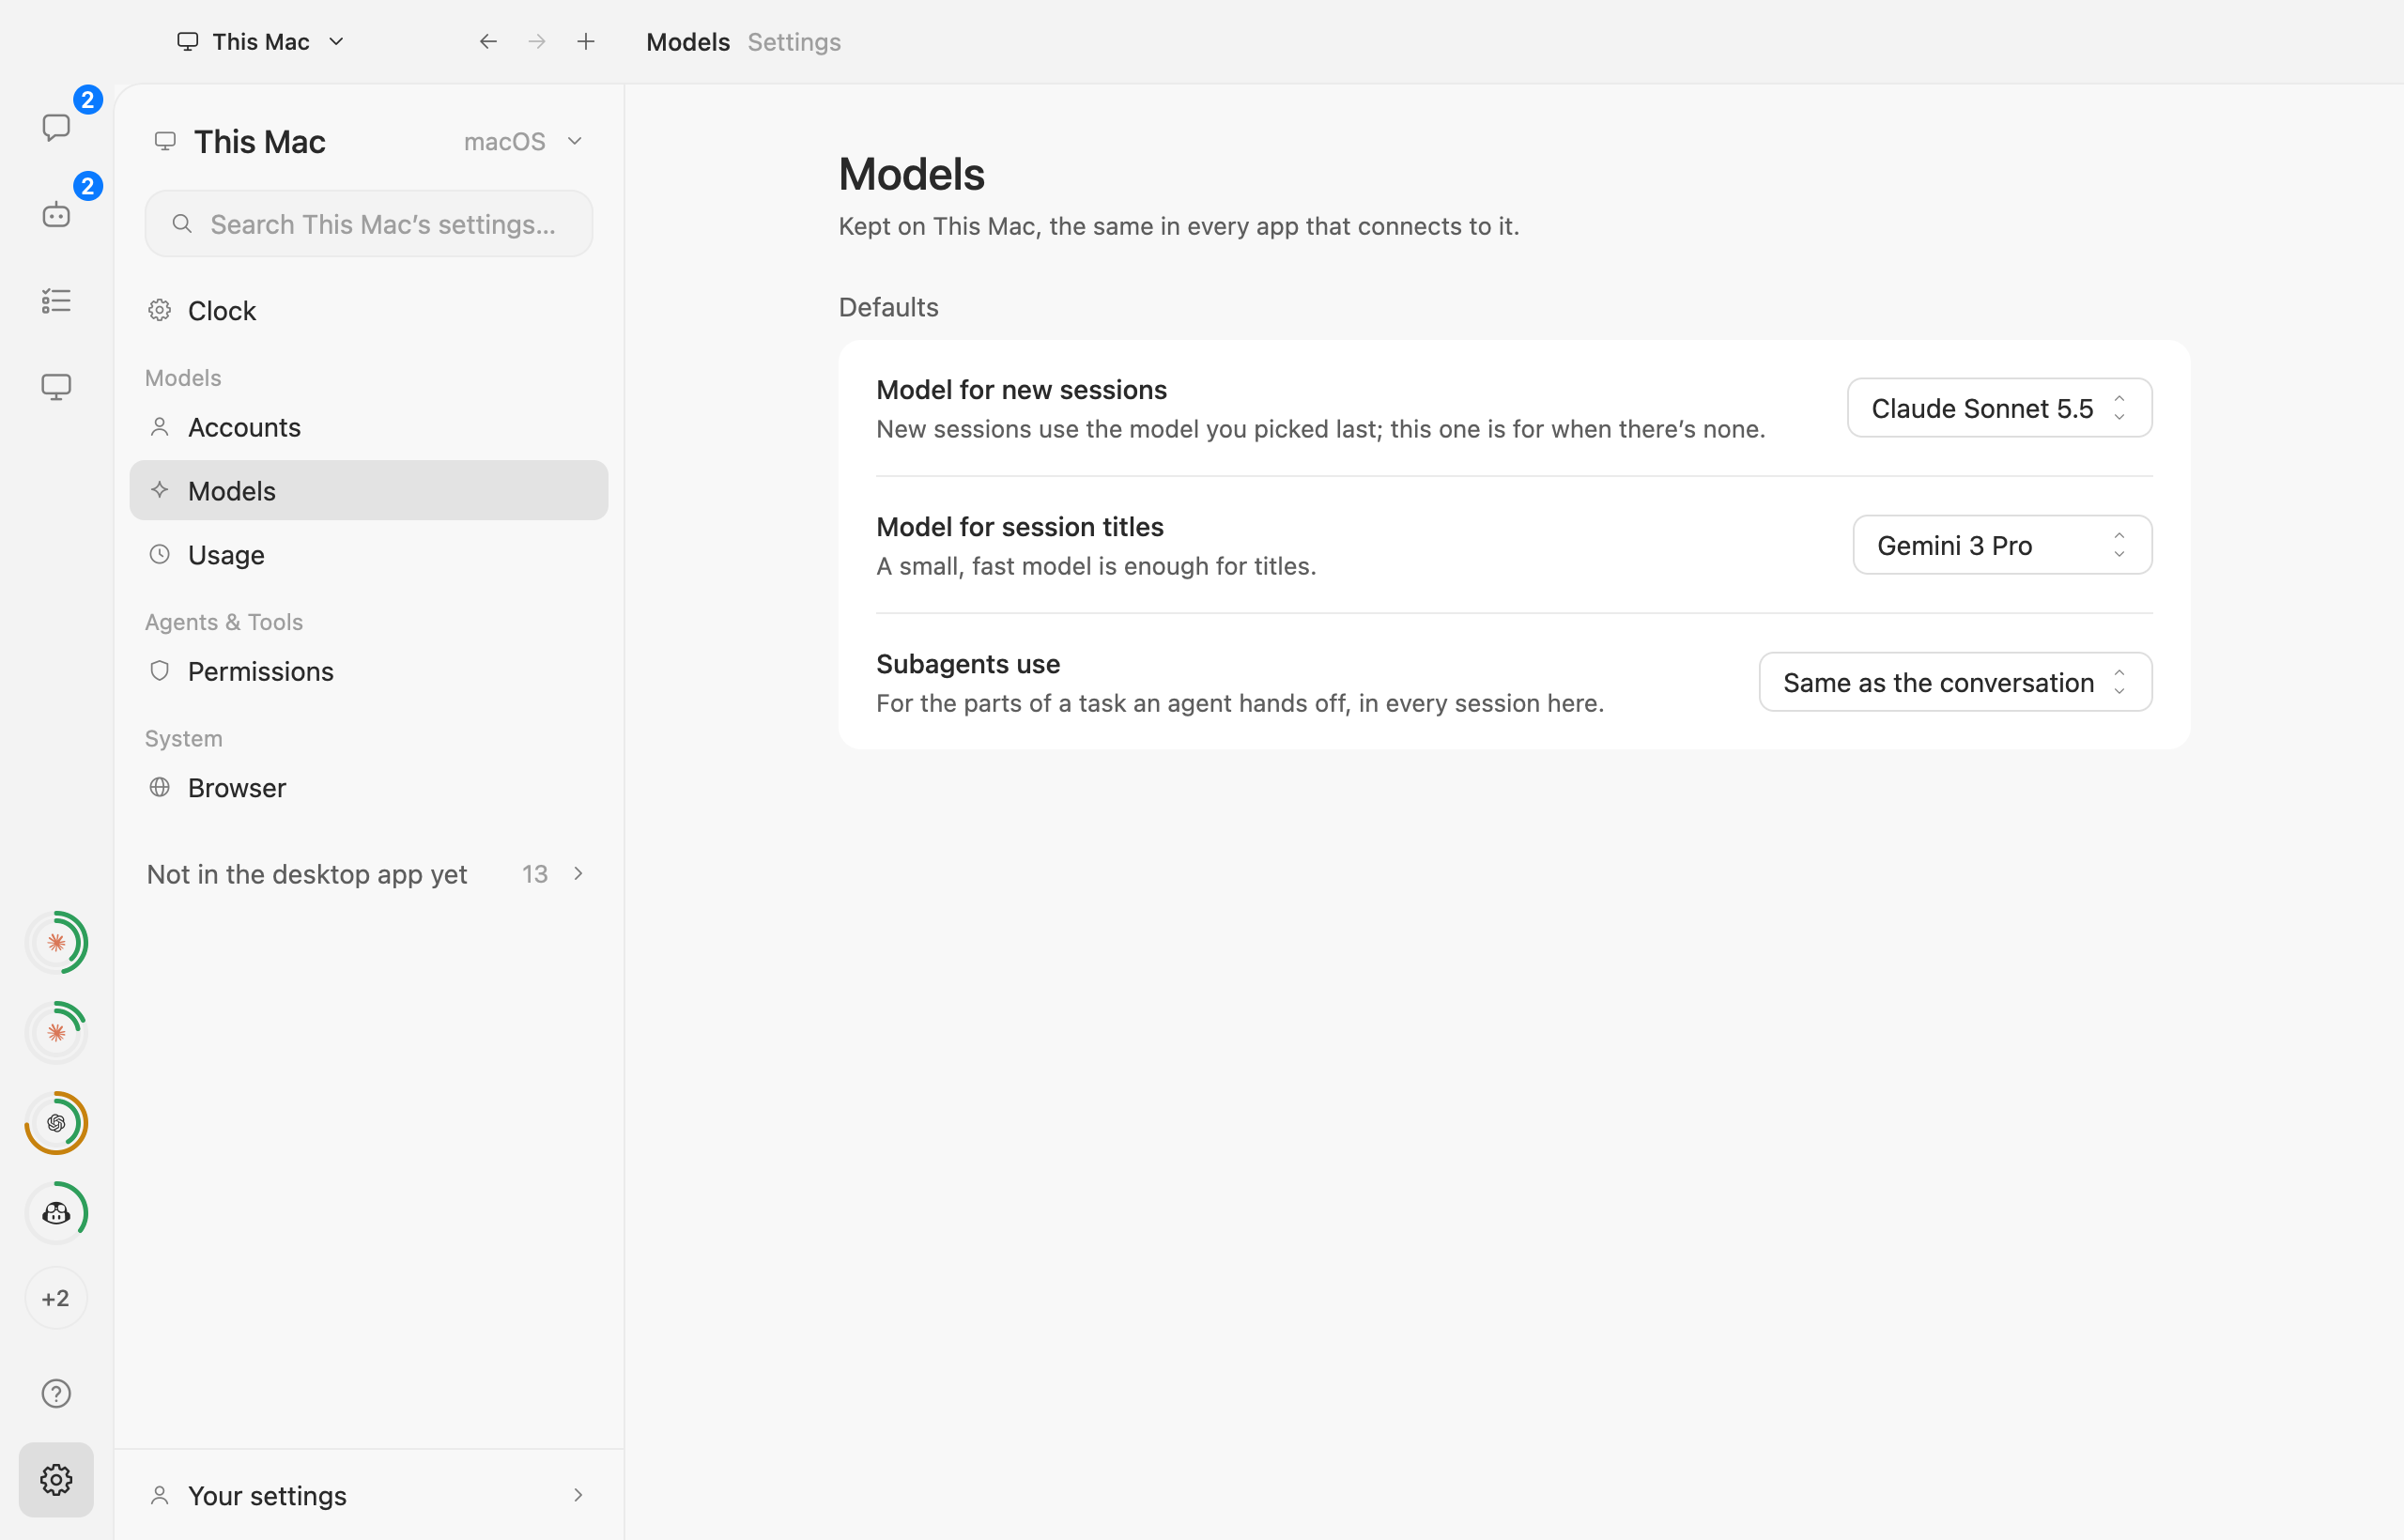 This Mac
Models Settings
2
2
This Mac macOS
Search This Mac’s settings...
Clock
Models
Accounts
Models
Usage
Agents & Tools
Permissions
System
Browser
Not in the desktop app yet 13
+2
Your settings
Models
Kept on This Mac, the same in every app that connects to it.
Defaults
Model for new sessions
New sessions use the model you picked last; this one is for when there’s none.
Claude Sonnet 5.5
Model for session titles
A small, fast model is enough for titles.
Gemini 3 Pro
Subagents use
For the parts of a task an agent hands off, in every session here.
Same as the conversation